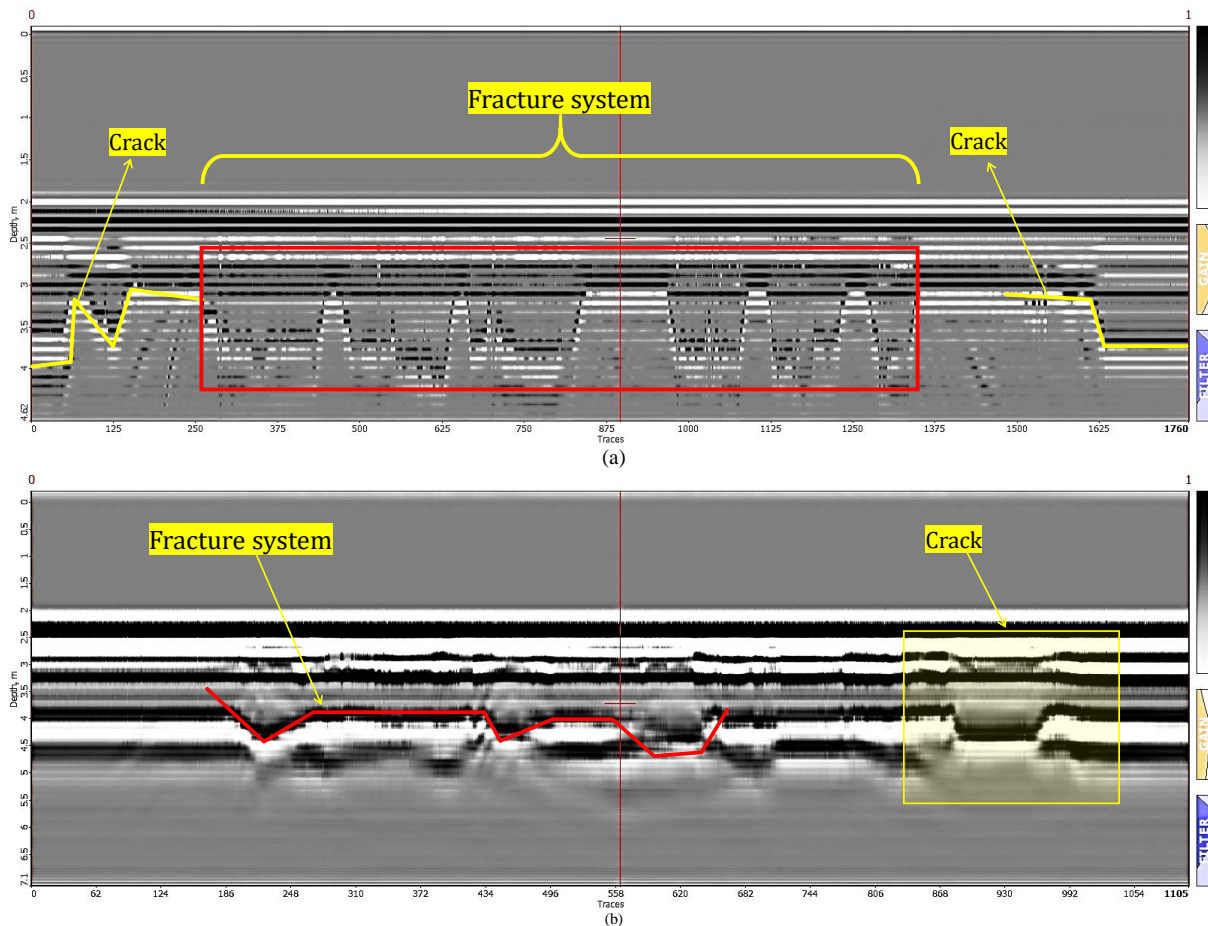 0 1
Fracture system
Crack
Crack
Depth, m
0
0.5
1
1.5
2
2.5
3
3.5
4
4.62
GAIN
FILTER
0 125 250 375 500 625 750 875 1000 1125 1250 1375 1500 1625 1760
Traces
(a)
0 1
Fracture system
Crack
Depth, m
0
0.5
1
1.5
2
2.5
3
3.5
4
4.5
5
5.5
6
6.5
7.1
GAIN
FILTER
0 62 124 186 248 310 372 434 496 558 620 682 744 806 868 930 992 1054 1105
Traces
(b)